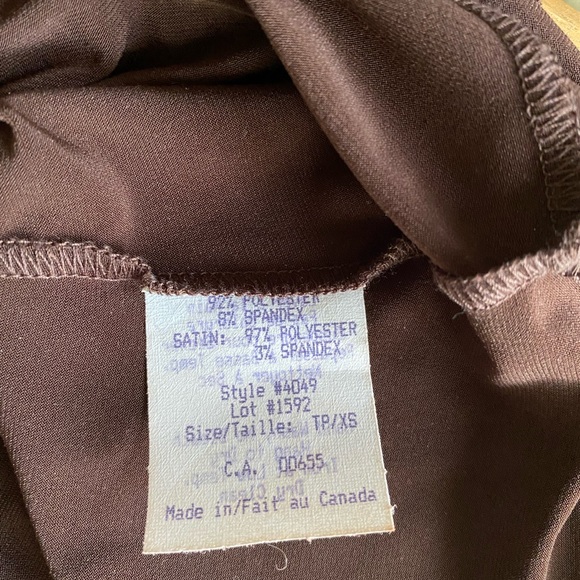 92% POLYESTER
8% SPANDEX
SATIN: 97% POLYESTER
3% SPANDEX
Style #4049
Lot #1592
Size/Taille: TP/XS
C.A. 00655
Made in/Fait au Canada